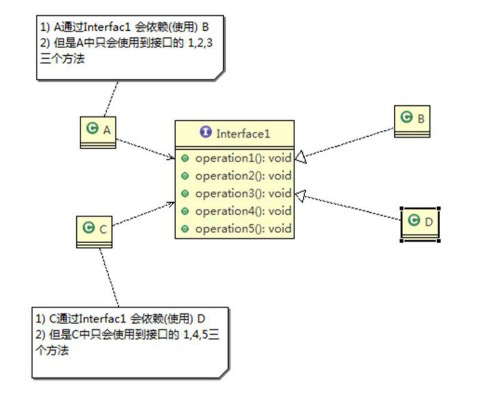 1) A通过Interfac1 会依赖(使用) B
2) 但是A中只会使用到接口的 1,2,3
三个方法
C A
I Interface1
C B
operation1(): void
operation2(): void
operation3(): void
operation4(): void
operation5(): void
C D
C C
1) C通过Interfac1 会依赖(使用) D
2) 但是C中只会使用到接口的 1,4,5三
个方法